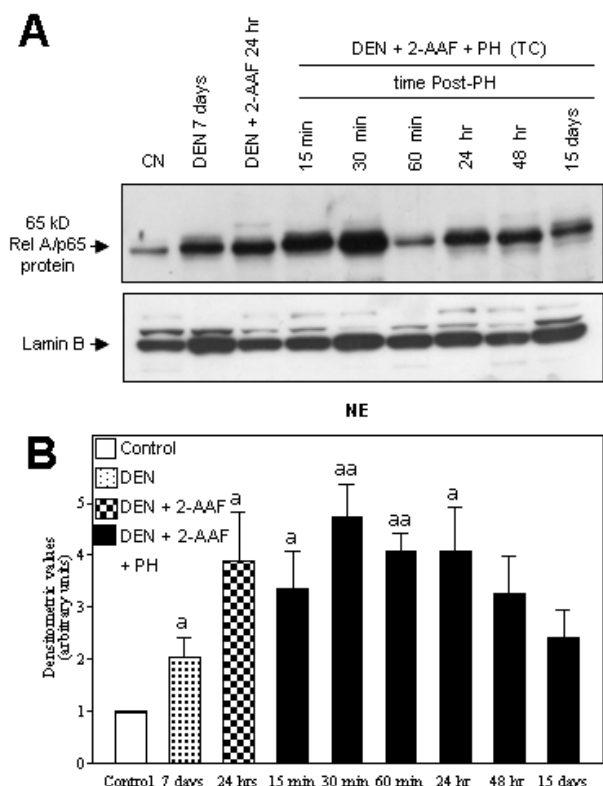 A
DEN + 2-AAF + PH (TC)
time Post-PH
CN
DEN 7 days
DEN + 2-AAF 24 hr
15 min
30 min
60 min
24 hr
48 hr
15 days
65 kD
Rel A/p65
protein
Lamin B
NE
B
Control
DEN
DEN + 2-AAF
DEN + 2-AAF
+ PH
Densitometric values
(arbitrary units)
5
4
3
2
1
0
a
a
a
aa
aa
a
Control 7 days 24 hrs 15 min 30 min 60 min 24 hr 48 hr 15 days